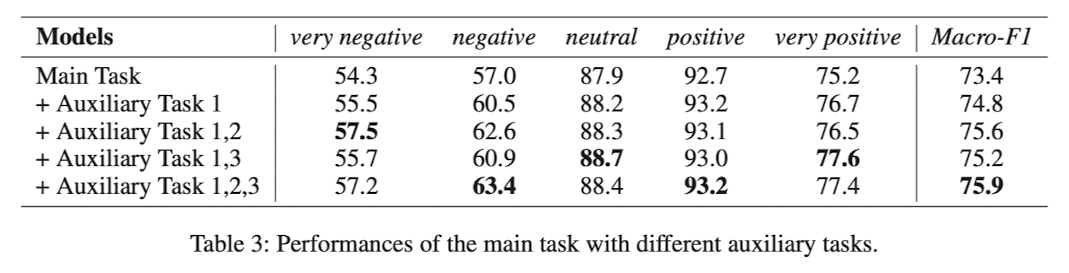 Models very negative negative neutral positive very positive Macro-F1
Main Task 54.3 57.0 87.9 92.7 75.2 73.4
+ Auxiliary Task 1 55.5 60.5 88.2 93.2 76.7 74.8
+ Auxiliary Task 1,2 57.5 62.6 88.3 93.1 76.5 75.6
+ Auxiliary Task 1,3 55.7 60.9 88.7 93.0 77.6 75.2
+ Auxiliary Task 1,2,3 57.2 63.4 88.4 93.2 77.4 75.9
Table 3: Performances of the main task with different auxiliary tasks.